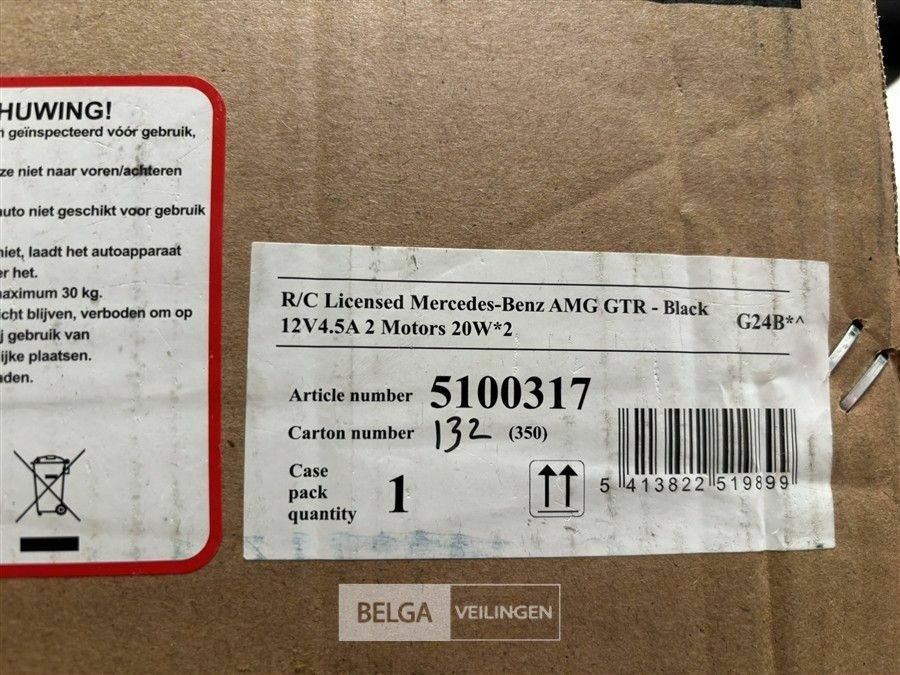 HUWING!
geïnspecteerd vóór gebruik,
ze niet naar voren/achteren
uto niet geschikt voor gebruik
niet, laadt het autoapparaat
er het.
aximum 30 kg.
icht blijven, verboden om op
j gebruik van
ijke plaatsen.
aden.
R/C Licensed Mercedes-Benz AMG GTR - Black
12V4.5A 2 Motors 20W*2
G24B*^
Article number 5100317
Carton number 132 (350)
Case
pack
quantity 1
5 413822 519899
BELGA VEILINGEN